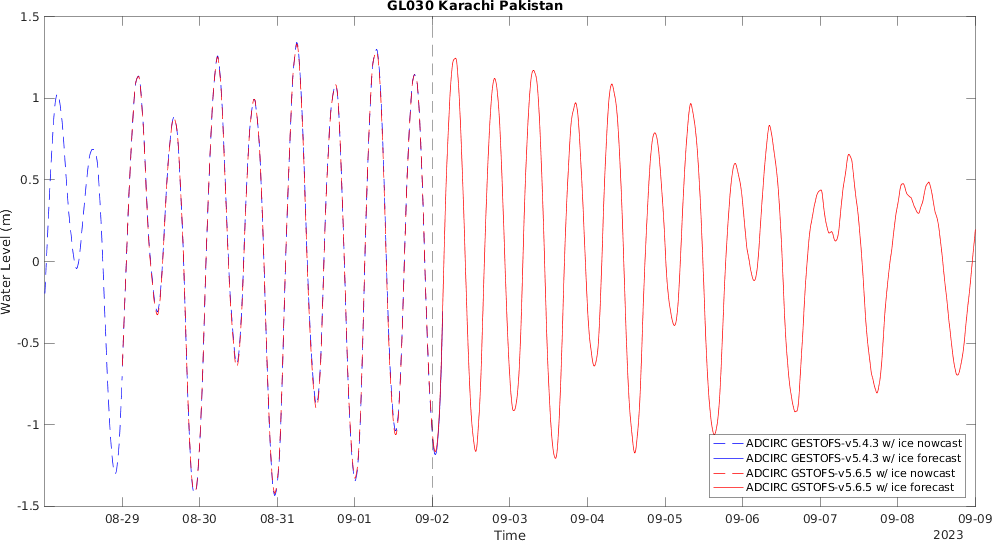 GL030 Karachi Pakistan
1.5
1
0.5
0
-0.5
-1
-1.5
Water Level (m)
ADCIRC GESTOFS-v5.4.3 w/ ice nowcast
ADCIRC GESTOFS-v5.4.3 w/ ice forecast
ADCIRC GSTOFS-v5.6.5 w/ ice nowcast
ADCIRC GSTOFS-v5.6.5 w/ ice forecast
08-29 08-30 08-31 09-01 09-02 09-03 09-04 09-05 09-06 09-07 09-08 09-09
Time
2023